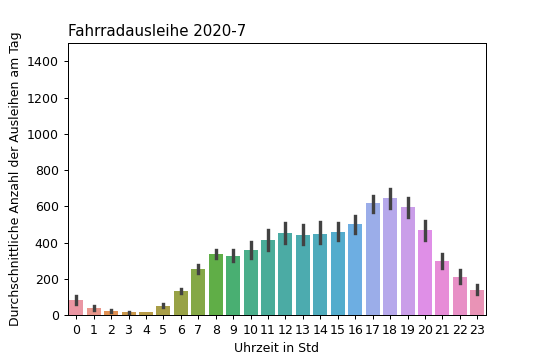 Fahrradausleihe 2020-7
Durchschnittliche Anzahl der Ausleihen am Tag
1400
1200
1000
800
600
400
200
0
0 1 2 3 4 5 6 7 8 9 10 11 12 13 14 15 16 17 18 19 20 21 22 23
Uhrzeit in Std